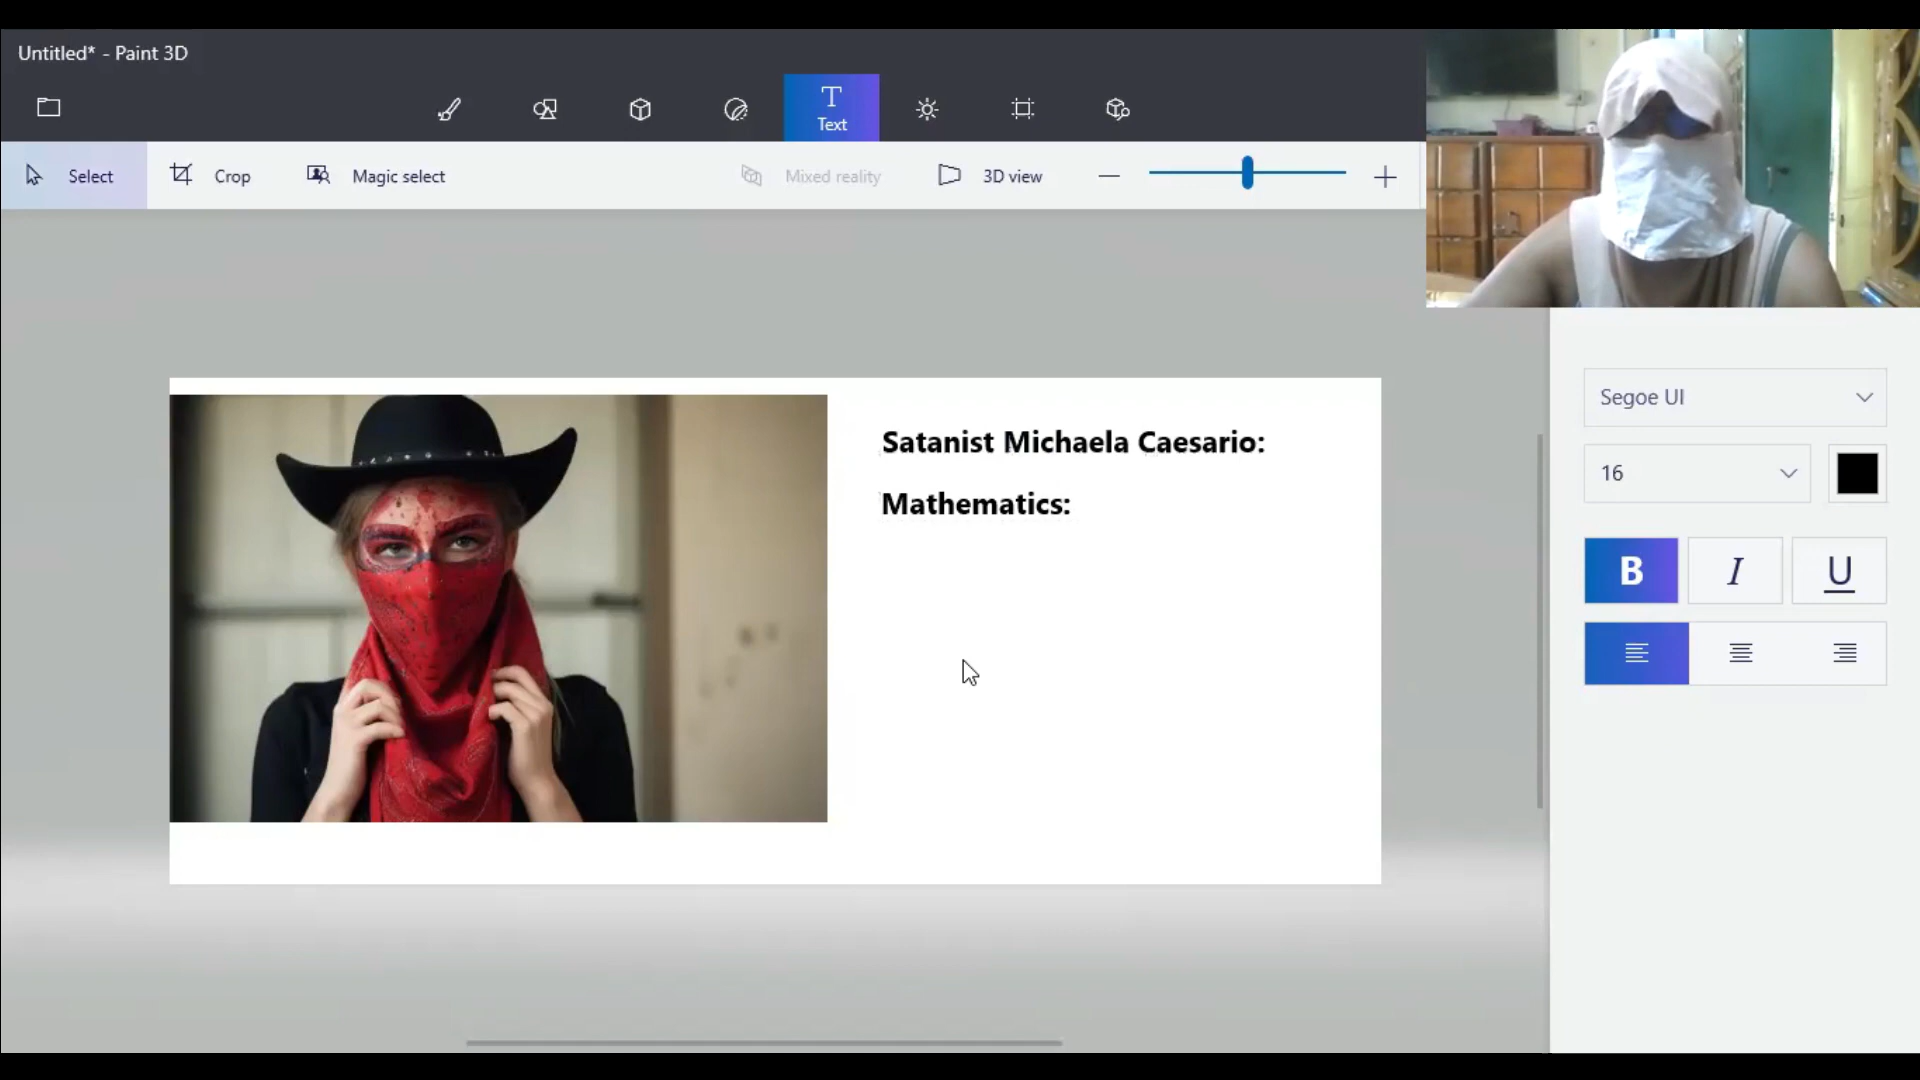 Untitled* - Paint 3D
Text
Select
Crop
Magic select
Mixed reality
3D view
Satanist Michaela Caesario:
Mathematics:
Segoe UI
16
B
I
U